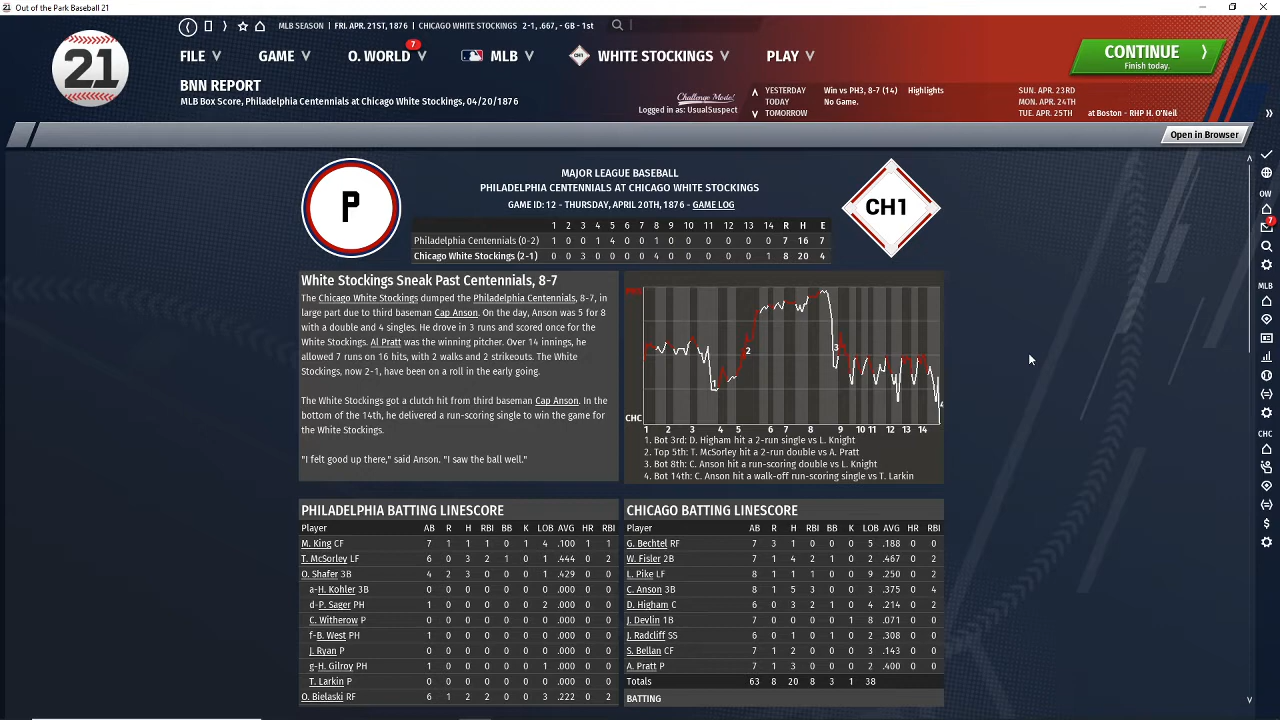 21 Out of the Park Baseball 21
MLB SEASON | FRI. APR. 21ST, 1876 | CHICAGO WHITE STOCKINGS 2-1, .667, - GB - 1st
21
FILE GAME O. WORLD 7 MLB CH1 WHITE STOCKINGS PLAY
CONTINUE
Finish today.
BNN REPORT
MLB Box Score, Philadelphia Centennials at Chicago White Stockings, 04/20/1876
Challenge Mode!
Logged in as: UsualSuspect
YESTERDAY Win vs PH3, 8-7 (14) Highlights SUN. APR. 23RD
TODAY No Game. MON. APR. 24TH
TOMORROW TUE. APR. 25TH at Boston - RHP H. O'Neil
Open in Browser
P
CH1
MAJOR LEAGUE BASEBALL
PHILADELPHIA CENTENNIALS AT CHICAGO WHITE STOCKINGS
GAME ID: 12 - THURSDAY, APRIL 20TH, 1876 - GAME LOG
1 2 3 4 5 6 7 8 9 10 11 12 13 14 R H E
Philadelphia Centennials (0-2) 1 0 0 1 4 0 0 1 0 0 0 0 0 0 7 16 7
Chicago White Stockings (2-1) 0 0 3 0 0 0 0 4 0 0 0 0 0 1 8 20 4
White Stockings Sneak Past Centennials, 8-7
The Chicago White Stockings dumped the Philadelphia Centennials, 8-7, in
large part due to third baseman Cap Anson. On the day, Anson was 5 for 8
with a double and 4 singles. He drove in 3 runs and scored once for the
White Stockings. Al Pratt was the winning pitcher. Over 14 innings, he
allowed 7 runs on 16 hits, with 2 walks and 2 strikeouts. The White
Stockings, now 2-1, have been on a roll in the early going.
The White Stockings got a clutch hit from third baseman Cap Anson. In the
bottom of the 14th, he delivered a run-scoring single to win the game for
the White Stockings.
"I felt good up there," said Anson. "I saw the ball well."
1 2 3 4
CHC
1 2 3 4 5 6 7 8 9 10 11 12 13 14
1. Bot 3rd: D. Higham hit a 2-run single vs L. Knight
2. Top 5th: T. McSorley hit a 2-run double vs A. Pratt
3. Bot 8th: C. Anson hit a run-scoring double vs L. Knight
4. Bot 14th: C. Anson hit a walk-off run-scoring single vs T. Larkin
PHILADELPHIA BATTING LINESCORE
Player AB R H RBI BB K LOB AVG HR RBI
M. King CF 7 1 1 1 0 1 4 .100 1 1
T. McSorley LF 6 0 3 2 1 0 1 .444 0 2
O. Shafer 3B 4 2 3 0 0 0 1 .429 0 0
a-H. Kohler 3B 0 0 0 0 0 0 0 .000 0 0
d-P. Sager PH 1 0 0 0 0 0 2 .000 0 0
C. Witherow P 0 0 0 0 0 0 0 .000 0 0
f-B. West PH 1 0 0 0 0 0 0 .000 0 0
J. Ryan P 0 0 0 0 0 0 0 .000 0 0
g-H. Gilroy PH 1 0 0 0 0 0 1 .000 0 0
T. Larkin P 0 0 0 0 0 0 0 .000 0 0
O. Bielaski RF 6 1 2 2 0 0 3 .222 0 2
CHICAGO BATTING LINESCORE
Player AB R H RBI BB K LOB AVG HR RBI
G. Bechtel RF 7 3 1 0 0 0 5 .188 0 0
W. Fisler 2B 7 1 4 2 1 0 2 .467 0 2
L. Pike LF 8 1 1 1 0 0 9 .250 0 2
C. Anson 3B 8 1 5 3 0 0 3 .375 0 4
D. Higham C 6 0 3 2 1 0 4 .214 0 2
J. Devlin 1B 7 0 0 0 0 1 8 .071 0 0
J. Radcliff SS 6 0 1 0 1 0 2 .308 0 0
S. Bellan CF 7 1 2 0 0 0 3 .143 0 0
A. Pratt P 7 1 3 0 0 0 2 .400 0 0
Totals 63 8 20 8 3 1 38
BATTING
OW
7
MLB
CHC